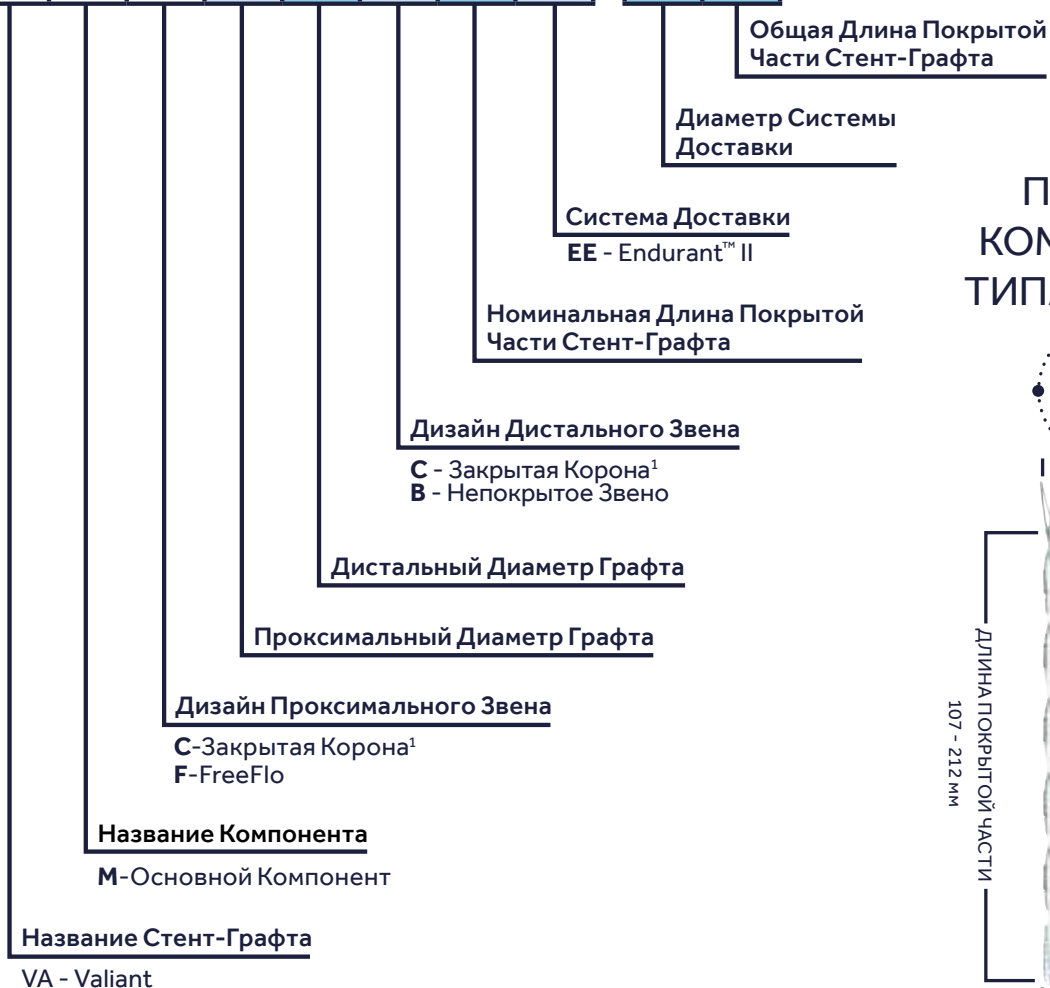 Общая Длина Покрытой
Части Стент-Графта
Диаметр Системы
Доставки
Система Доставки
EE - Endurant™ II
Номинальная Длина Покрытой
Части Стент-Графта
Дизайн Дистального Звена
C - Закрытая Корона¹
B - Непокрытое Звено
Дистальный Диаметр Графта
Проксимальный Диаметр Графта
Дизайн Проксимального Звена
C-Закрытая Корона¹
F-FreeFlo
Название Компонента
M-Основной Компонент
Название Стент-Графта
VA - Valiant
ДЛИНА ПОКРЫТОЙ ЧАСТИ
107 - 212 мм